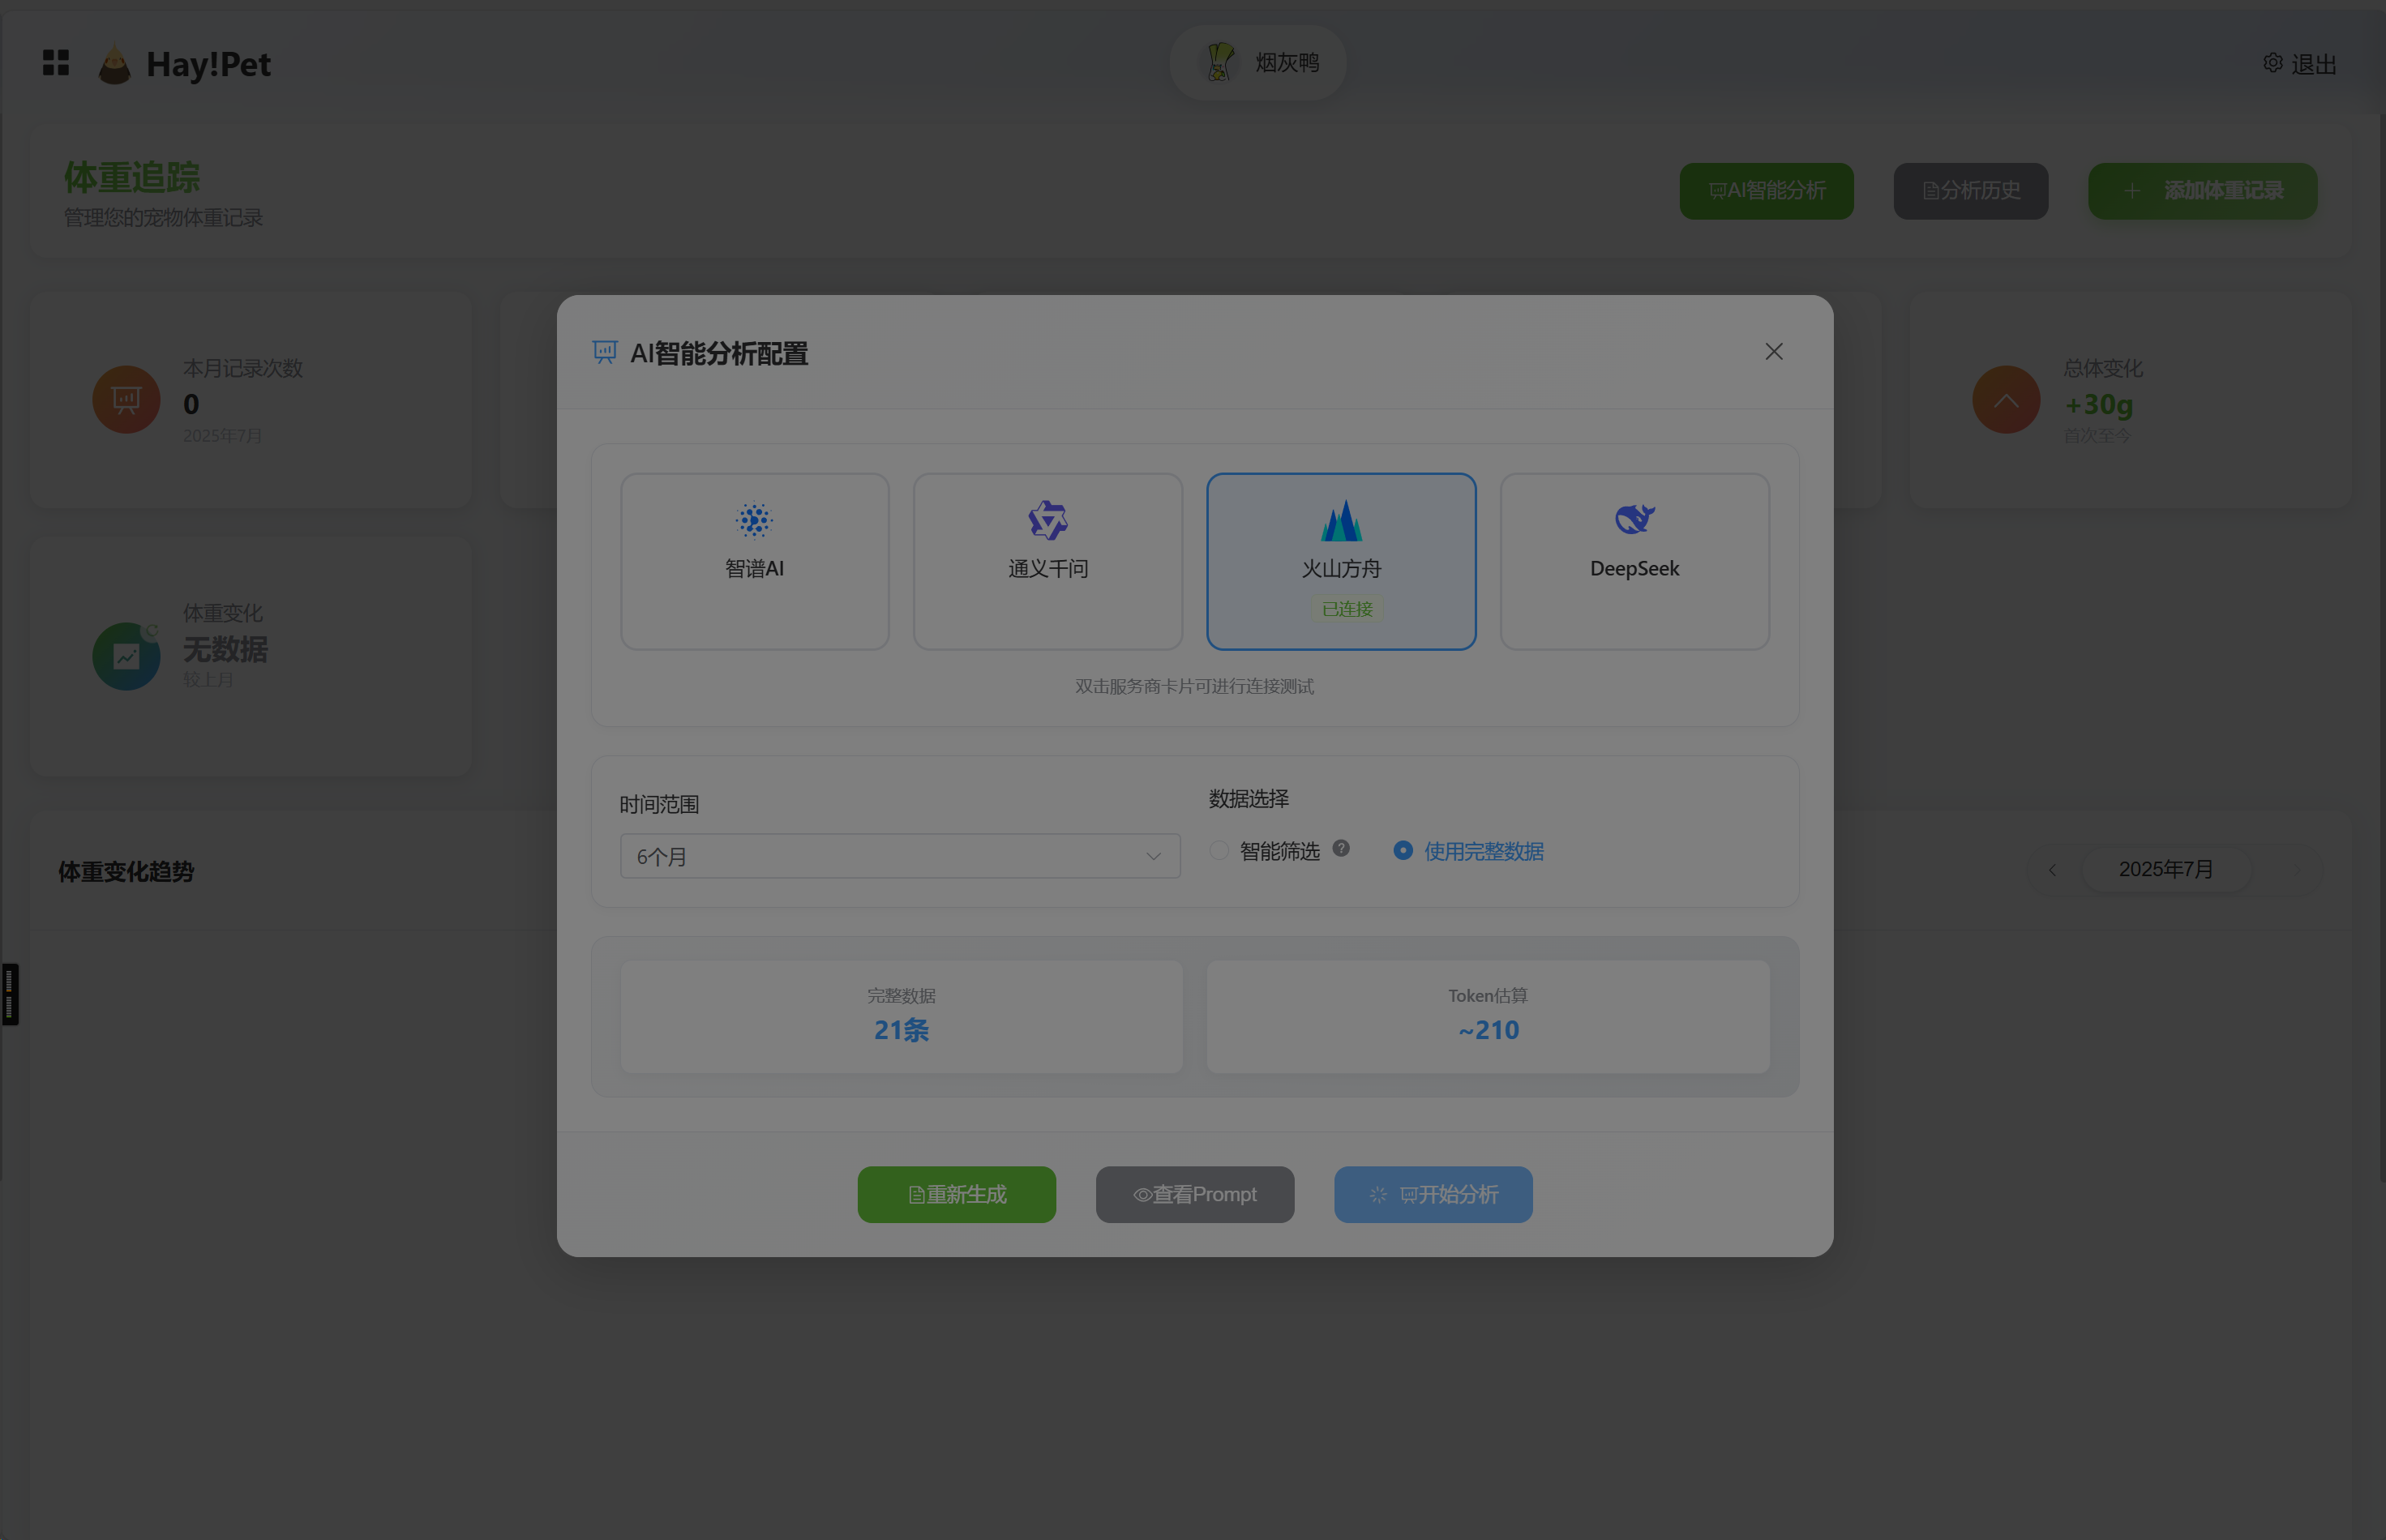 Hay!Pet
烟灰鸭
退出
体重追踪
管理您的宠物体重记录
AI智能分析
分析历史
添加体重记录
本月记录次数
0
2025年7月
总体变化
+30g
首次至今
体重变化
无数据
较上月
体重变化趋势
2025年7月
AI智能分析配置
智谱AI
通义千问
火山方舟
已连接
DeepSeek
双击服务商卡片可进行连接测试
时间范围
6个月
数据选择
智能筛选
使用完整数据
完整数据
21条
Token估算
~210
重新生成
查看Prompt
开始分析